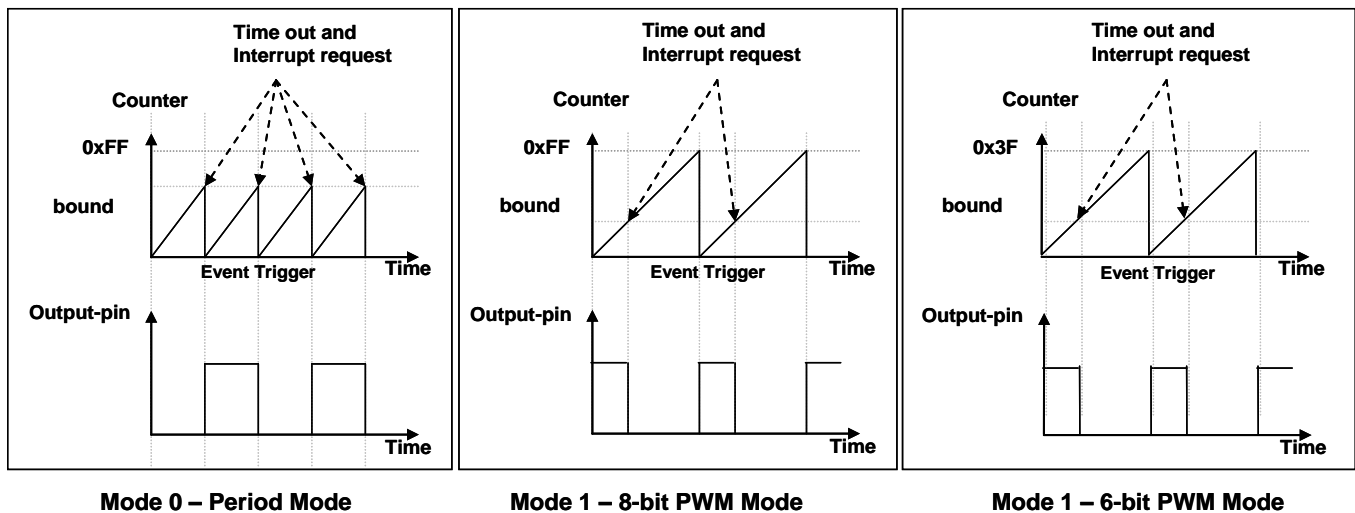 Time out and
Interrupt request
Counter
0xFF
bound
Event Trigger
Time
Output-pin
Time
Mode 0 – Period Mode
Time out and
Interrupt request
Counter
0xFF
bound
Event Trigger
Time
Output-pin
Time
Mode 1 – 8-bit PWM Mode
Time out and
Interrupt request
Counter
0x3F
bound
Event Trigger
Time
Output-pin
Time
Mode 1 – 6-bit PWM Mode